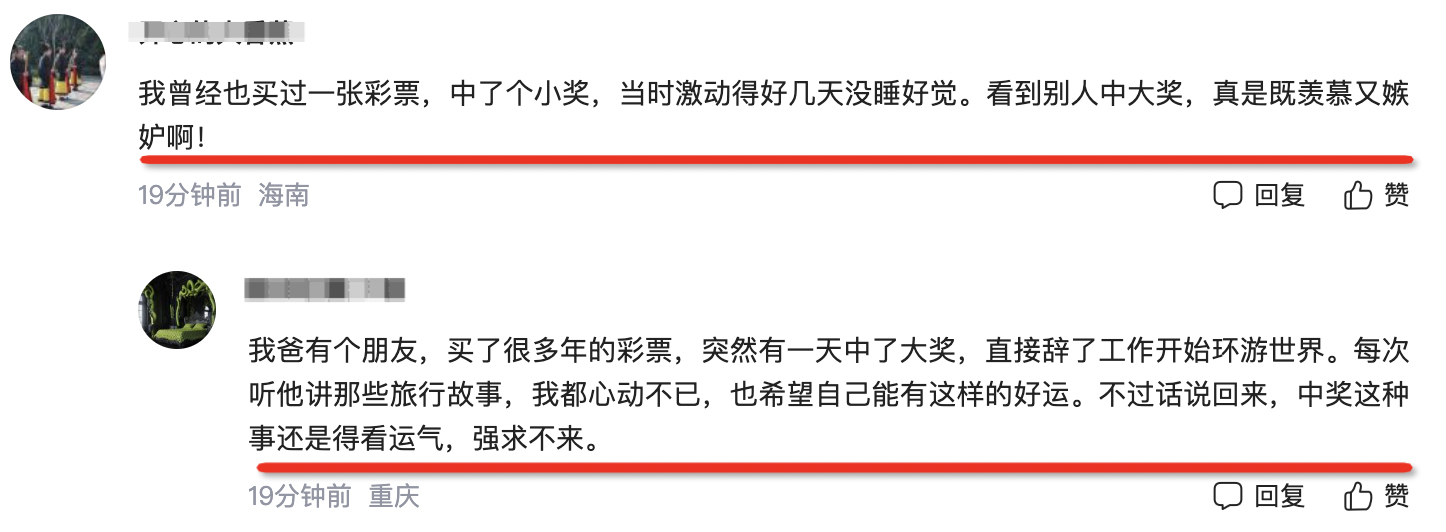 我曾经也买过一张彩票，中了个小奖，当时激动得好几天没睡好觉。看到别人中大奖，真是既羡慕又嫉
妒啊！
19分钟前 海南
回复 赞
我爸有个朋友，买了很多年的彩票，突然有一天中了大奖，直接辞了工作开始环游世界。每次
听他讲那些旅行故事，我都心动不已，也希望自己能有这样的好运。不过话说回来，中奖这种
事还是得看运气，强求不来。
19分钟前 重庆
回复 赞